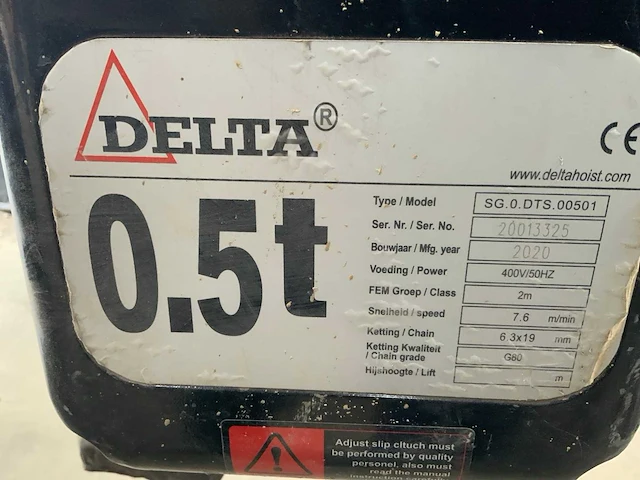 DELTA®
CE
www.deltahoist.com
0.5t
Type / Model SG.0.DTS.00501
Ser. Nr. / Ser. No. 20013325
Bouwjaar / Mfg. year 2020
Voeding / Power 400V/50HZ
FEM Groep / Class 2m
Snelheid / speed 7.6 m/min
Ketting / Chain 6.3x19 mm
Ketting Kwaliteit
/ Chain grade G80
Hijshoogte / Lift m
Adjust slip cltuch must
be performed by quality
personel, also must
read the manual
instruction carefully